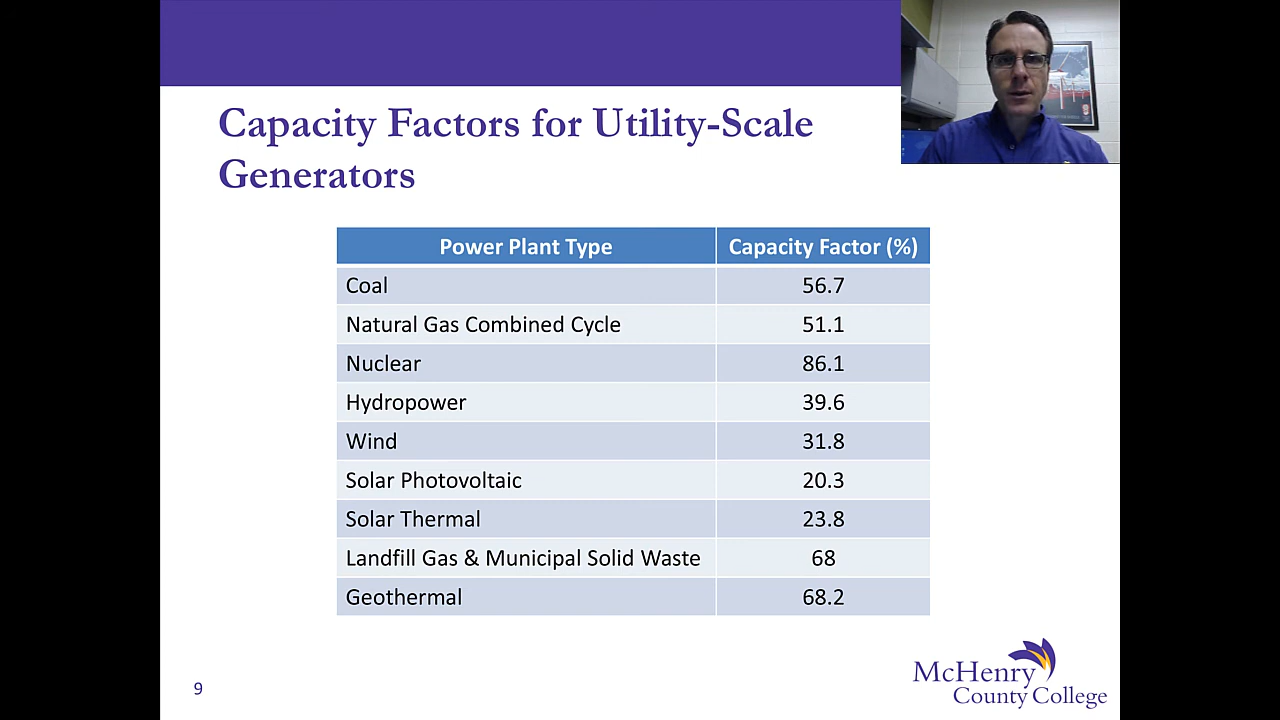 Capacity Factors for Utility-Scale
Generators
Power Plant Type Capacity Factor (%)
Coal 56.7
Natural Gas Combined Cycle 51.1
Nuclear 86.1
Hydropower 39.6
Wind 31.8
Solar Photovoltaic 20.3
Solar Thermal 23.8
Landfill Gas & Municipal Solid Waste 68
Geothermal 68.2
9
McHenry
County College